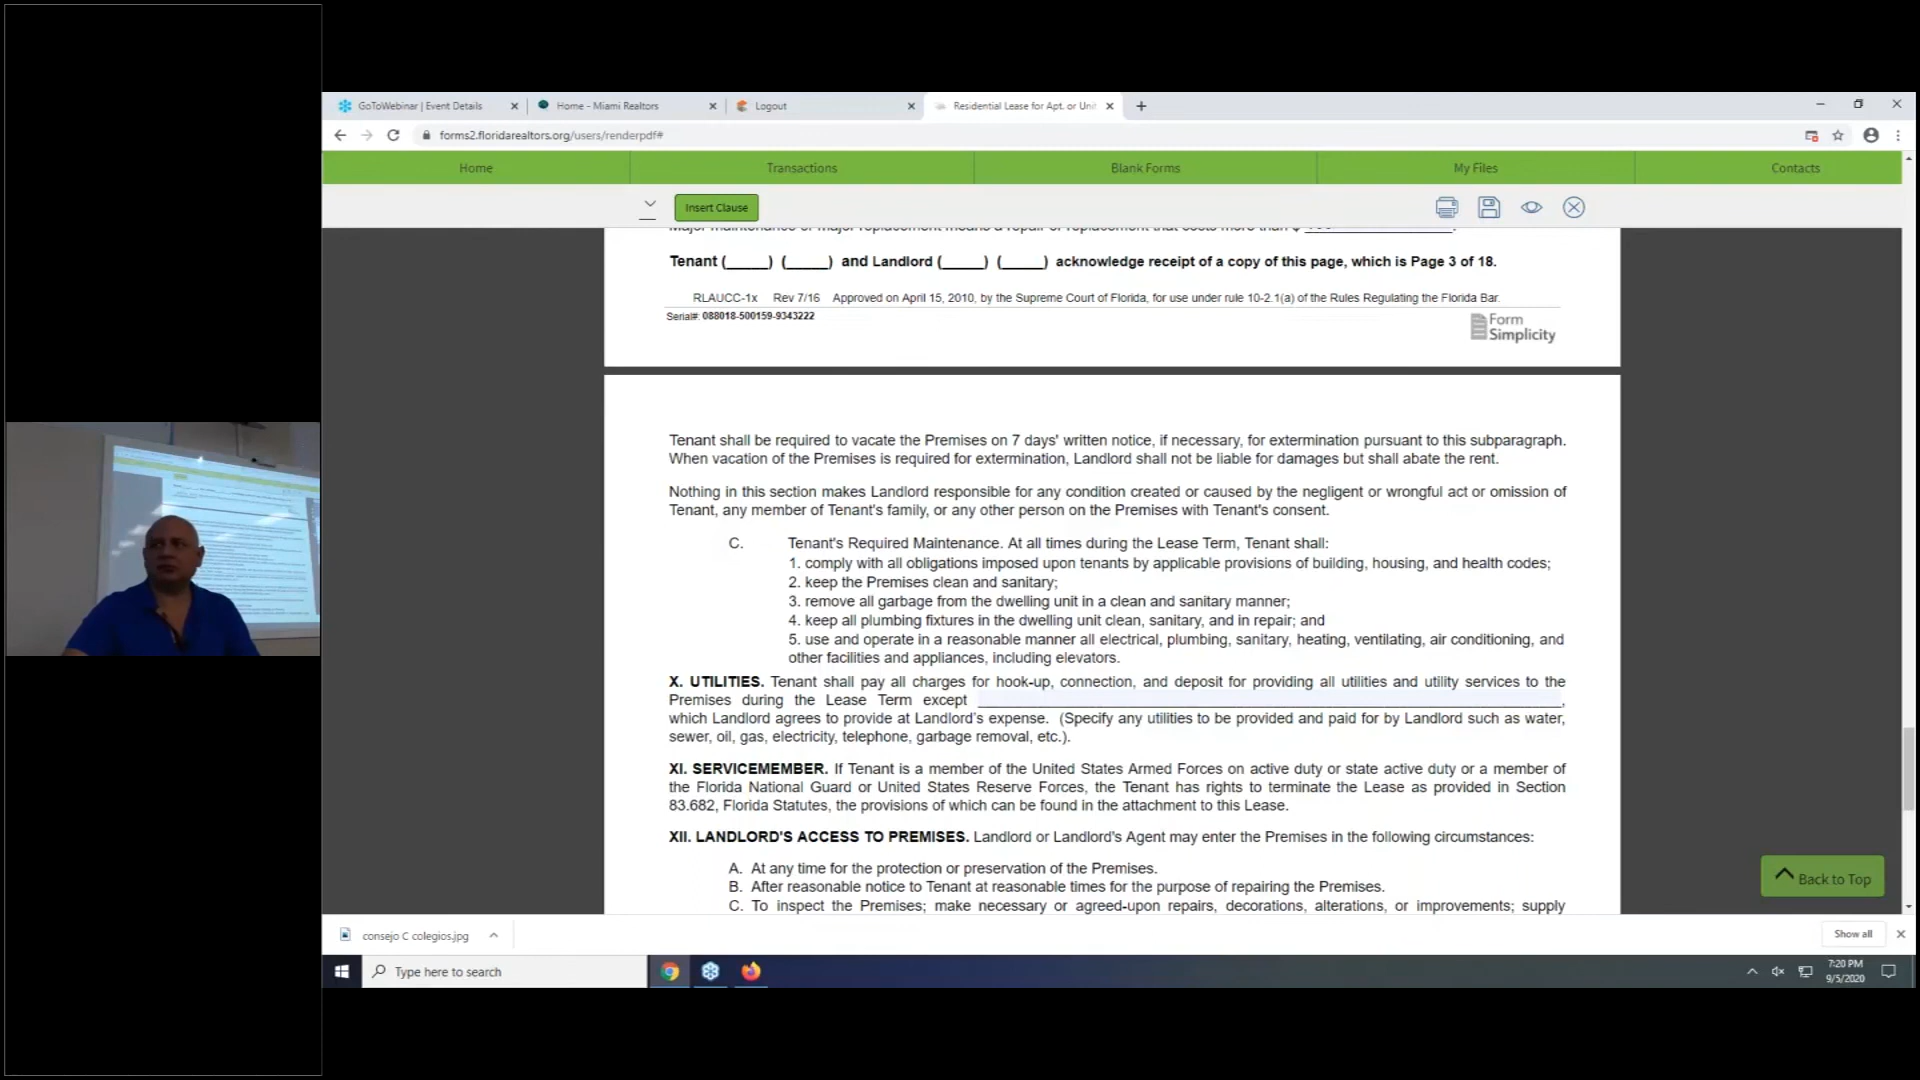 GoToWebinar | Event Details
Home - Miami Realtors
Logout
Residential Lease for Apt. or Unit
forms2.floridarealtors.org/users/renderpdf#
Home
Transactions
Blank Forms
My Files
Contacts
Insert Clause
Major maintenance or major replacement means a repair or replacement that costs more than $
Tenant (_____) (_____) and Landlord (_____) (_____) acknowledge receipt of a copy of this page, which is Page 3 of 18.
RLAUCC-1x Rev 7/16 Approved on April 15, 2010, by the Supreme Court of Florida, for use under rule 10-2.1(a) of the Rules Regulating the Florida Bar.
Serial#: 088018-500159-9343222
Form
Simplicity
Tenant shall be required to vacate the Premises on 7 days' written notice, if necessary, for extermination pursuant to this subparagraph.
When vacation of the Premises is required for extermination, Landlord shall not be liable for damages but shall abate the rent.
Nothing in this section makes Landlord responsible for any condition created or caused by the negligent or wrongful act or omission of
Tenant, any member of Tenant's family, or any other person on the Premises with Tenant's consent.
C. Tenant's Required Maintenance. At all times during the Lease Term, Tenant shall:
1. comply with all obligations imposed upon tenants by applicable provisions of building, housing, and health codes;
2. keep the Premises clean and sanitary;
3. remove all garbage from the dwelling unit in a clean and sanitary manner;
4. keep all plumbing fixtures in the dwelling unit clean, sanitary, and in repair; and
5. use and operate in a reasonable manner all electrical, plumbing, sanitary, heating, ventilating, air conditioning, and
other facilities and appliances, including elevators.
X. UTILITIES. Tenant shall pay all charges for hook-up, connection, and deposit for providing all utilities and utility services to the
Premises during the Lease Term except ______________________,
which Landlord agrees to provide at Landlord's expense. (Specify any utilities to be provided and paid for by Landlord such as water,
sewer, oil, gas, electricity, telephone, garbage removal, etc.).
XI. SERVICEMEMBER. If Tenant is a member of the United States Armed Forces on active duty or state active duty or a member of
the Florida National Guard or United States Reserve Forces, the Tenant has rights to terminate the Lease as provided in Section
83.682, Florida Statutes, the provisions of which can be found in the attachment to this Lease.
XII. LANDLORD'S ACCESS TO PREMISES. Landlord or Landlord's Agent may enter the Premises in the following circumstances:
A. At any time for the protection or preservation of the Premises.
B. After reasonable notice to Tenant at reasonable times for the purpose of repairing the Premises.
C. To inspect the Premises; make necessary or agreed-upon repairs, decorations, alterations, or improvements; supply
Back to Top
consejo C colegios.jpg
Show all
Type here to search
7:20 PM
9/5/2020